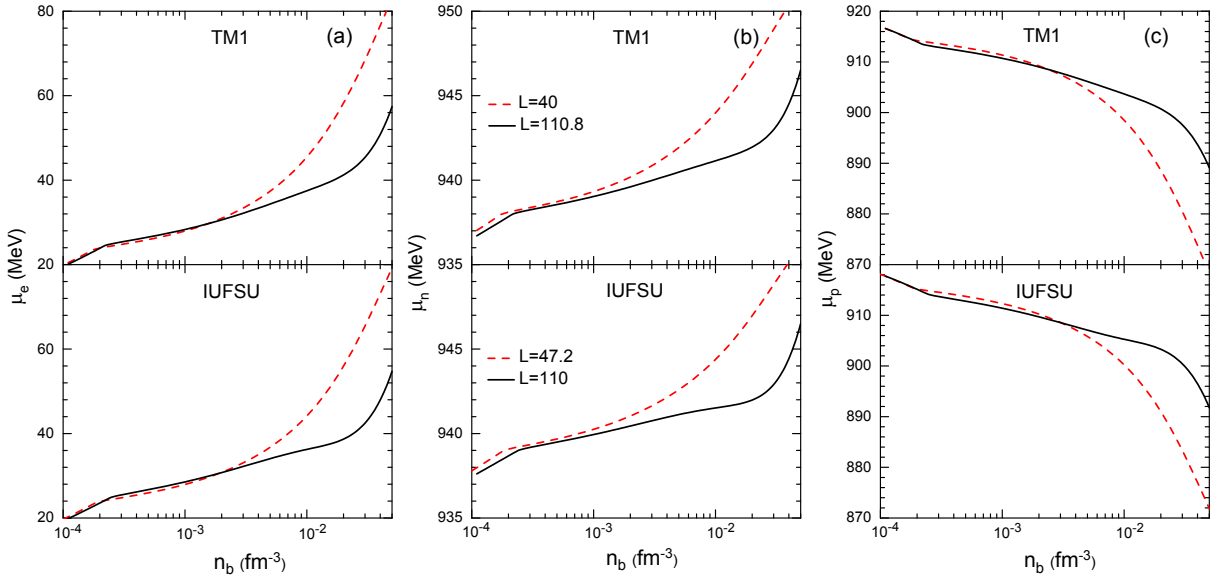 80
60
40
20
TM1
(a)
60
40
20
IUFSU
μe (MeV)
10⁻⁴ 10⁻³ 10⁻²
nb (fm⁻³)
950
945
940
935
TM1
(b)
L=40
L=110.8
945
940
935
IUFSU
L=47.2
L=110
μn (MeV)
10⁻⁴ 10⁻³ 10⁻²
nb (fm⁻³)
920
910
900
890
880
870
TM1
(c)
910
900
890
880
870
IUFSU
μp (MeV)
10⁻⁴ 10⁻³ 10⁻²
nb (fm⁻³)